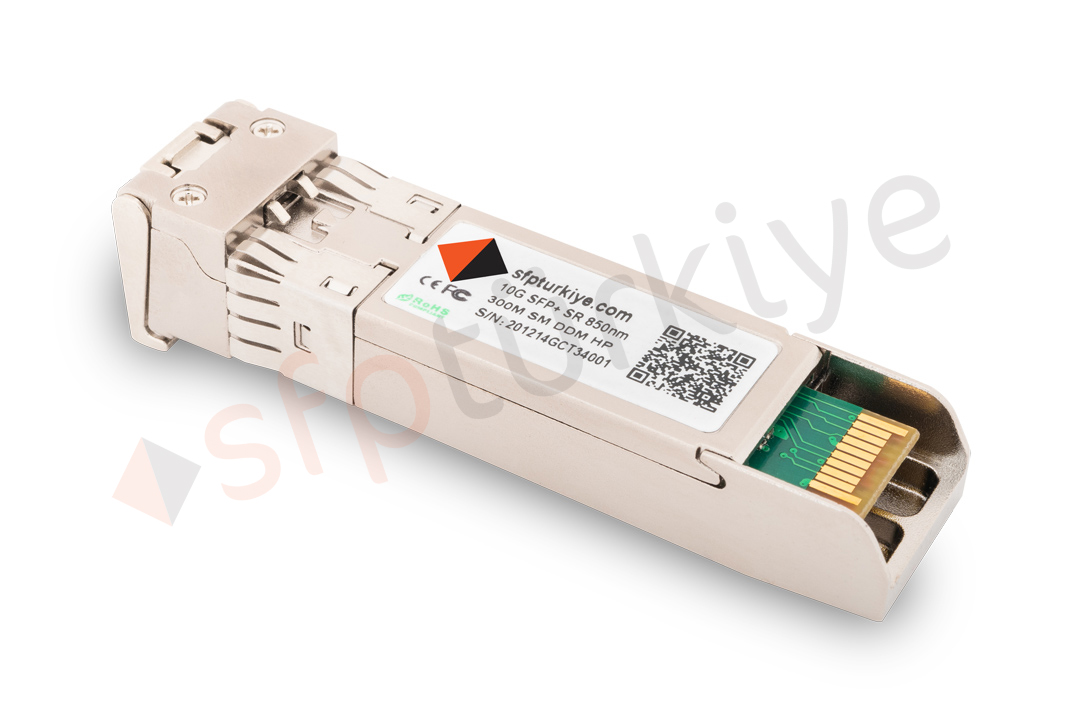 sfpturkiye.com
10G SFP+ SR 850nm
300M SM DDM HP
S/N: 201214GCT34001
CE FC
RoHS
sfpturkiye